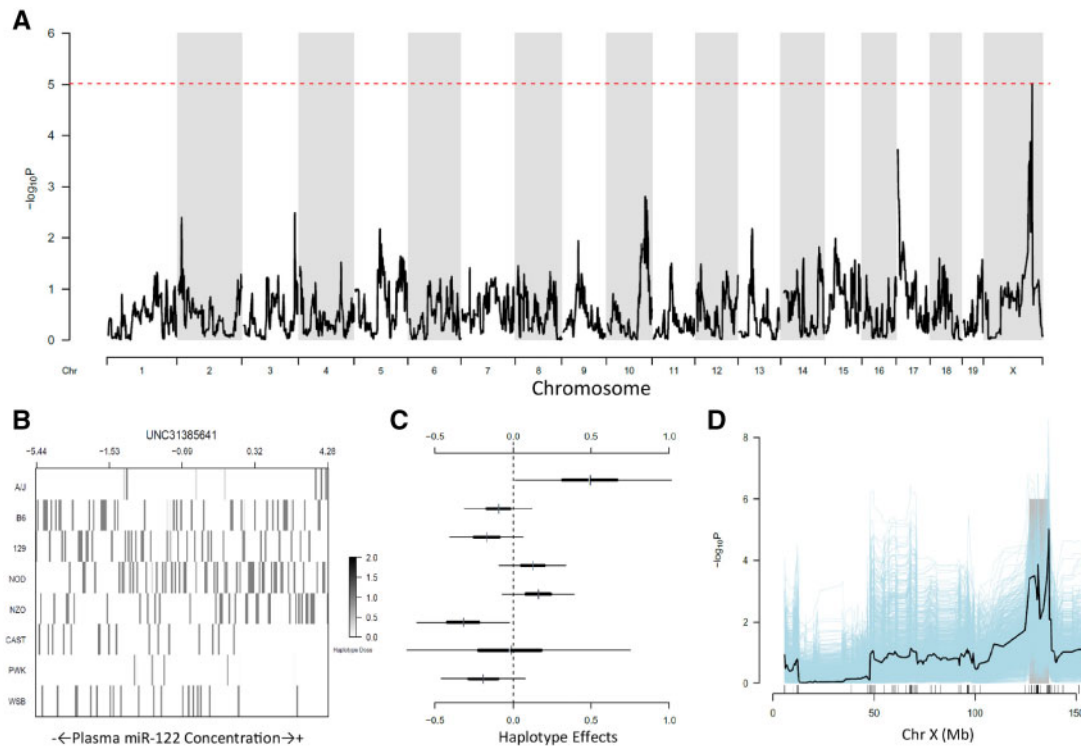 A
6
5
4
3
2
1
0
−log10P
Chr 1 2 3 4 5 6 7 8 9 10 11 12 13 14 15 16 17 18 19 X
Chromosome
B
UNC31385641
−5.44 −1.53 −0.69 0.32 4.28
A/J
B6
129
NOD
NZO
CAST
PWK
WSB
2.0
1.5
1.0
0.5
0.0
Haplotype Dose
-←Plasma miR-122 Concentration→+
C
−0.5 0.0 0.5 1.0
−0.5 0.0 0.5 1.0
Haplotype Effects
D
8
6
4
2
0
−log10P
0 50 100 150
Chr X (Mb)